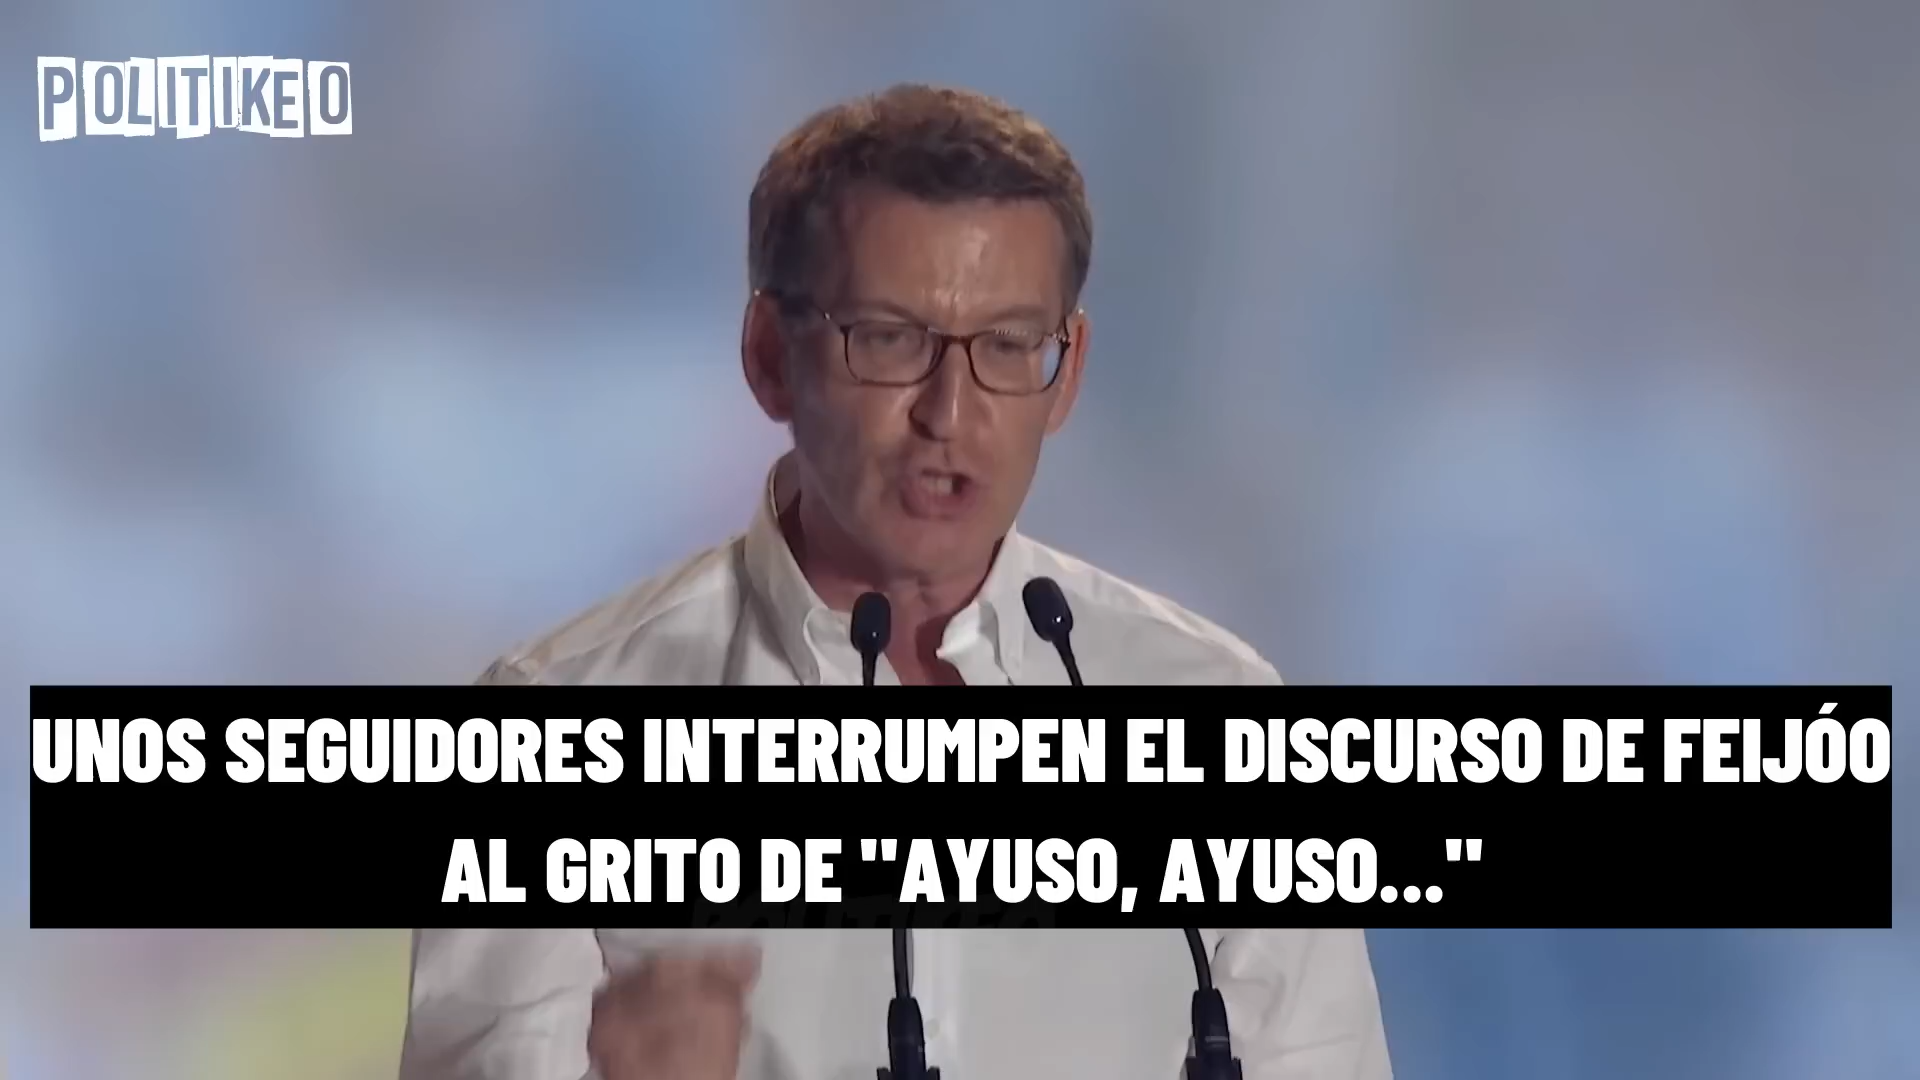 POLITIKEO
UNOS SEGUIDORES INTERRUMPEN EL DISCURSO DE FEIJÓO
AL GRITO DE "AYUSO, AYUSO..."